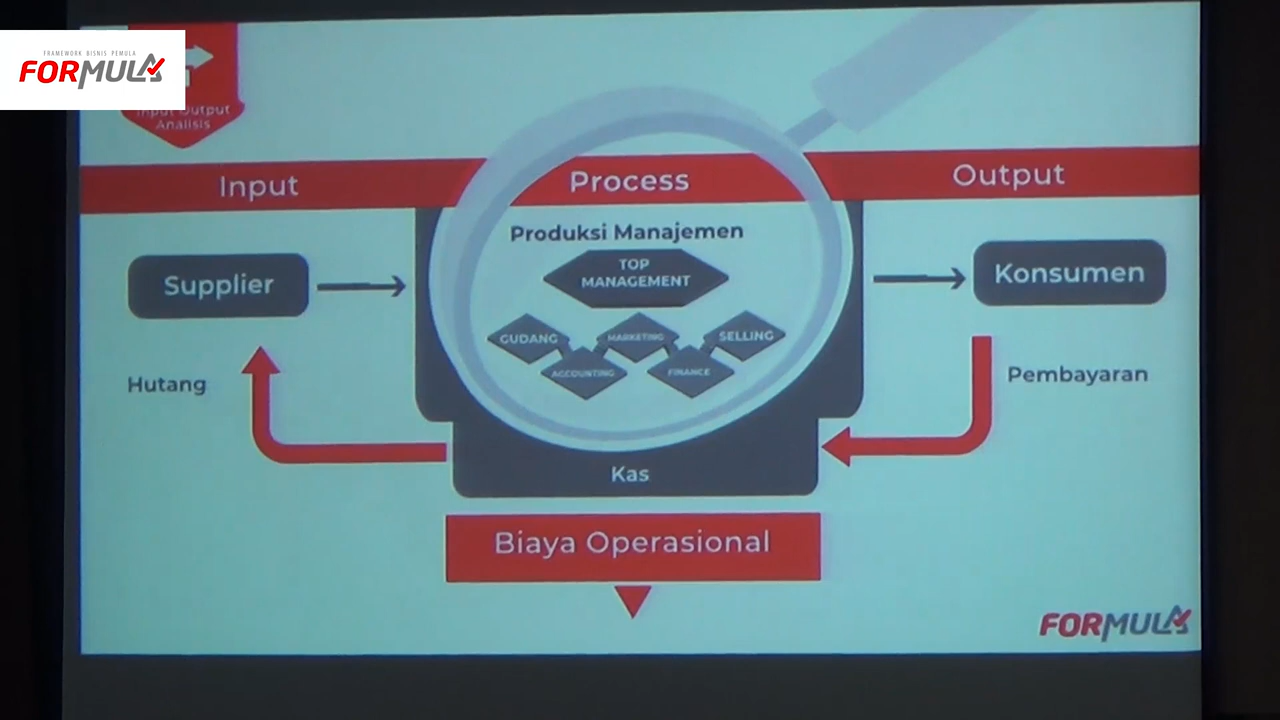 FRAMEWORK BISNIS PEMULA
FORMULA
Input Output
Analisis
Input
Process
Output
Produksi Manajemen
TOP
MANAGEMENT
Supplier
Konsumen
GUDANG
MARKETING
SELLING
ACCOUNTING
FINANCE
Hutang
Pembayaran
Kas
Biaya Operasional
FORMULA